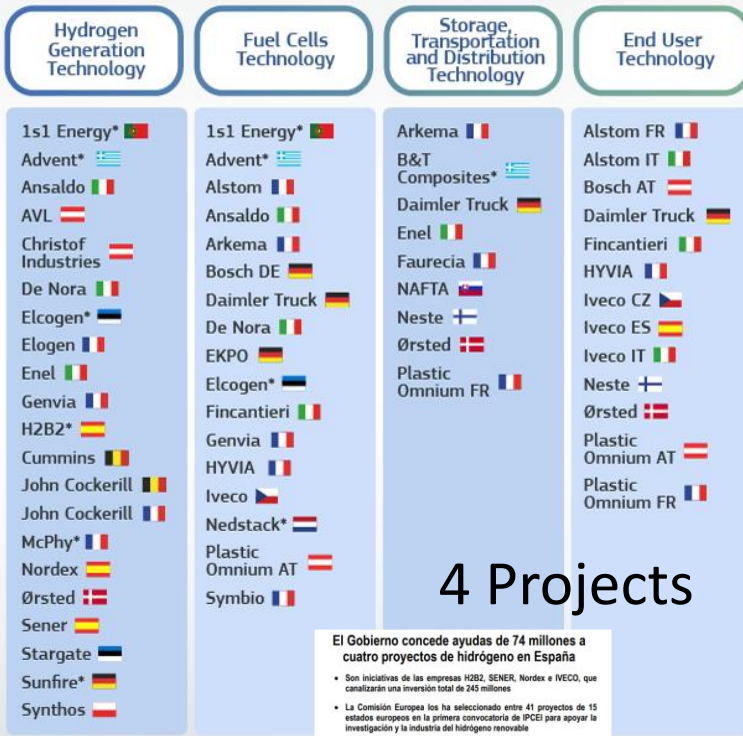 Hydrogen
Generation
Technology
1s1 Energy*
Advent*
Ansaldo
AVL
Christof
Industries
De Nora
Elcogen*
Elogen
Enel
Genvia
H2B2*
Cummins
John Cockerill
John Cockerill
McPhy*
Nordex
Ørsted
Sener
Stargate
Sunfire*
Synthos
Fuel Cells
Technology
1s1 Energy*
Advent*
Alstom
Ansaldo
Arkema
Bosch DE
Daimler Truck
De Nora
EKPO
Elcogen*
Fincantieri
Genvia
HYVIA
Iveco
Nedstack*
Plastic
Omnium AT
Symbio
Storage,
Transportation
and Distribution
Technology
Arkema
B&T
Composites*
Daimler Truck
Enel
Faurecia
NAFTA
Neste
Ørsted
Plastic
Omnium FR
End User
Technology
Alstom FR
Alstom IT
Bosch AT
Daimler Truck
Fincantieri
HYVIA
Iveco CZ
Iveco ES
Iveco IT
Neste
Ørsted
Plastic
Omnium AT
Plastic
Omnium FR
4 Projects
El Gobierno concede ayudas de 74 millones a
cuatro proyectos de hidrógeno en España
• Son iniciativas de las empresas H2B2, SENER, Nordex e IVECO, que
canalizarán una inversión total de 245 millones
• La Comisión Europea los ha seleccionado entre 41 proyectos de 15
estados europeos en la primera convocatoria de IPCEI para apoyar la
investigación y la industria del hidrógeno renovable